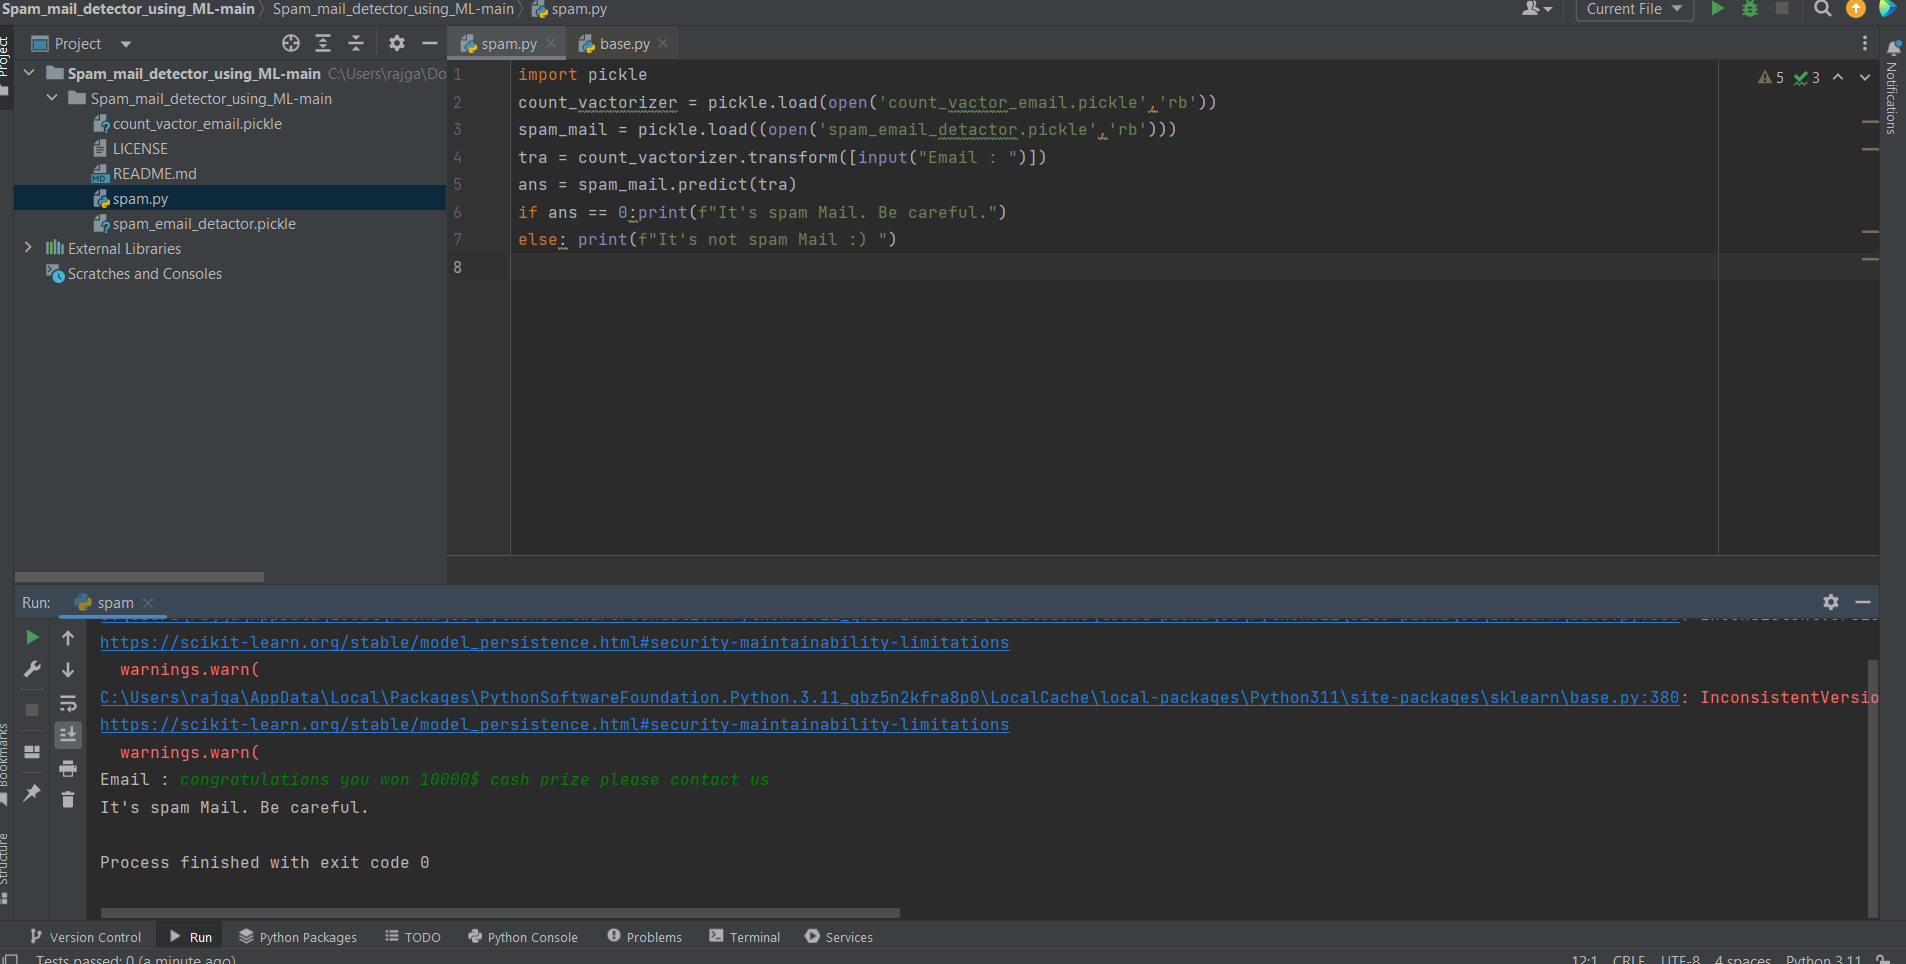 Spam_mail_detector_using_ML-main Spam_mail_detector_using_ML-main spam.py
Current File
Project
spam.py
base.py
Project
Spam_mail_detector_using_ML-main C:\Users\rajga\Do
Spam_mail_detector_using_ML-main
count_vactor_email.pickle
LICENSE
README.md
spam.py
spam_email_detactor.pickle
External Libraries
Scratches and Consoles
1 import pickle
2 count_vactorizer = pickle.load(open('count_vactor_email.pickle','rb'))
3 spam_mail = pickle.load((open('spam_email_detactor.pickle','rb')))
4 tra = count_vactorizer.transform([input("Email : ")])
5 ans = spam_mail.predict(tra)
6 if ans == 0:print(f"It's spam Mail. Be careful.")
7 else: print(f"It's not spam Mail :) ")
8
5 3
Notifications
Run: spam
https://scikit-learn.org/stable/model_persistence.html#security-maintainability-limitations
warnings.warn(
C:\Users\rajga\AppData\Local\Packages\PythonSoftwareFoundation.Python.3.11_qbz5n2kfra8p0\LocalCache\local-packages\Python311\site-packages\sklearn\base.py:380: InconsistentVersio
https://scikit-learn.org/stable/model_persistence.html#security-maintainability-limitations
warnings.warn(
Email : congratulations you won 10000$ cash prize please contact us
It's spam Mail. Be careful.
Process finished with exit code 0
Bookmarks
Structure
Version Control
Run
Python Packages
TODO
Python Console
Problems
Terminal
Services
Tests passed: 0 (a minute ago)
12:1 CRLF UTF-8 4 spaces Python 3.11